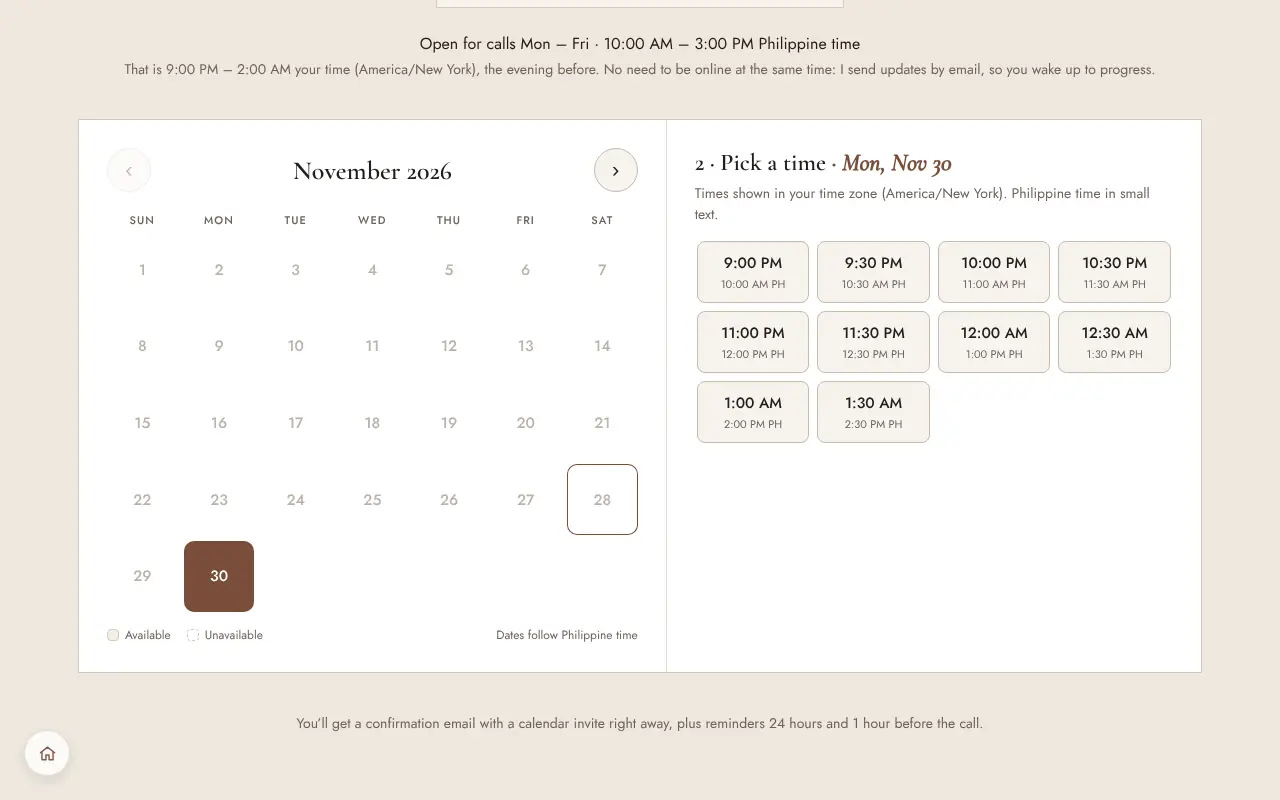 Open for calls Mon – Fri · 10:00 AM – 3:00 PM Philippine time
That is 9:00 PM – 2:00 AM your time (America/New York), the evening before. No need to be online at the same time: I send updates by email, so you wake up to progress.
‹ November 2026 ›
SUN MON TUE WED THU FRI SAT
1 2 3 4 5 6 7
8 9 10 11 12 13 14
15 16 17 18 19 20 21
22 23 24 25 26 27 28
29 30
Available Unavailable Dates follow Philippine time
2 · Pick a time · Mon, Nov 30
Times shown in your time zone (America/New York). Philippine time in small
text.
9:00 PM 9:30 PM 10:00 PM 10:30 PM
10:00 AM PH 10:30 AM PH 11:00 AM PH 11:30 AM PH
11:00 PM 11:30 PM 12:00 AM 12:30 AM
12:00 PM PH 12:30 PM PH 1:00 PM PH 1:30 PM PH
1:00 AM 1:30 AM
2:00 PM PH 2:30 PM PH
You'll get a confirmation email with a calendar invite right away, plus reminders 24 hours and 1 hour before the call.